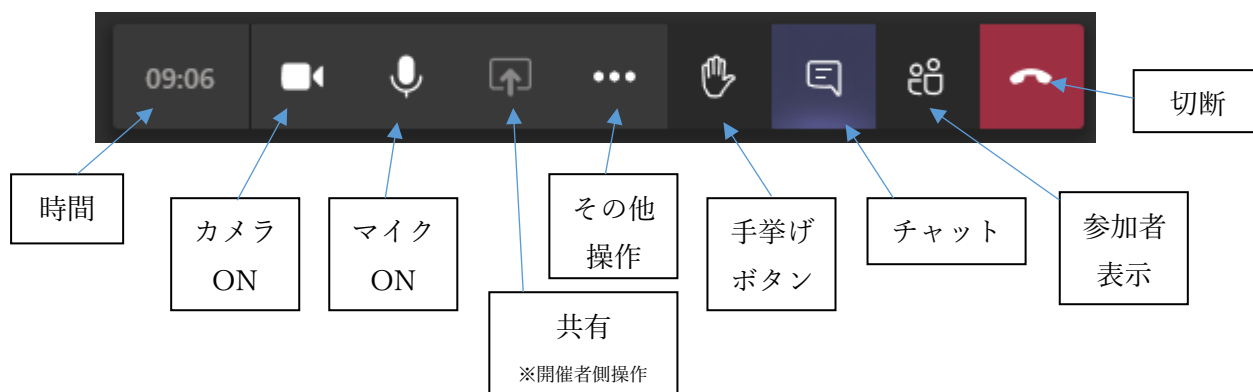 09:06
切断
時間
カメラ
ON
マイク
ON
共有
※開催者側操作
その他
操作
手挙げ
ボタン
チャット
参加者
表示